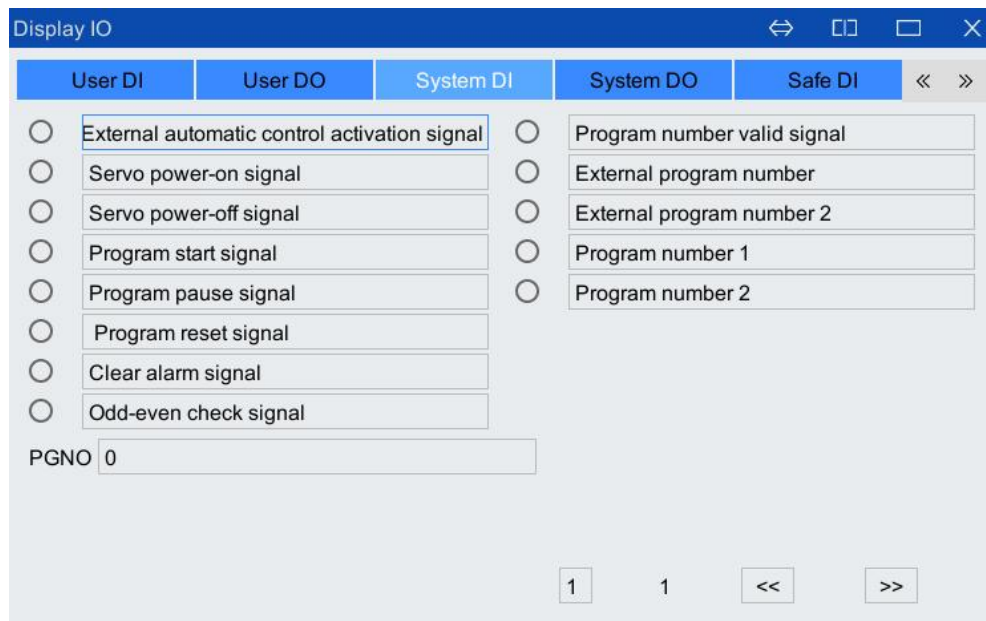 Display IO
User DI
User DO
System DI
System DO
Safe DI
External automatic control activation signal
Servo power-on signal
Servo power-off signal
Program start signal
Program pause signal
Program reset signal
Clear alarm signal
Odd-even check signal
Program number valid signal
External program number
External program number 2
Program number 1
Program number 2
PGNO 0
1 1 << >>